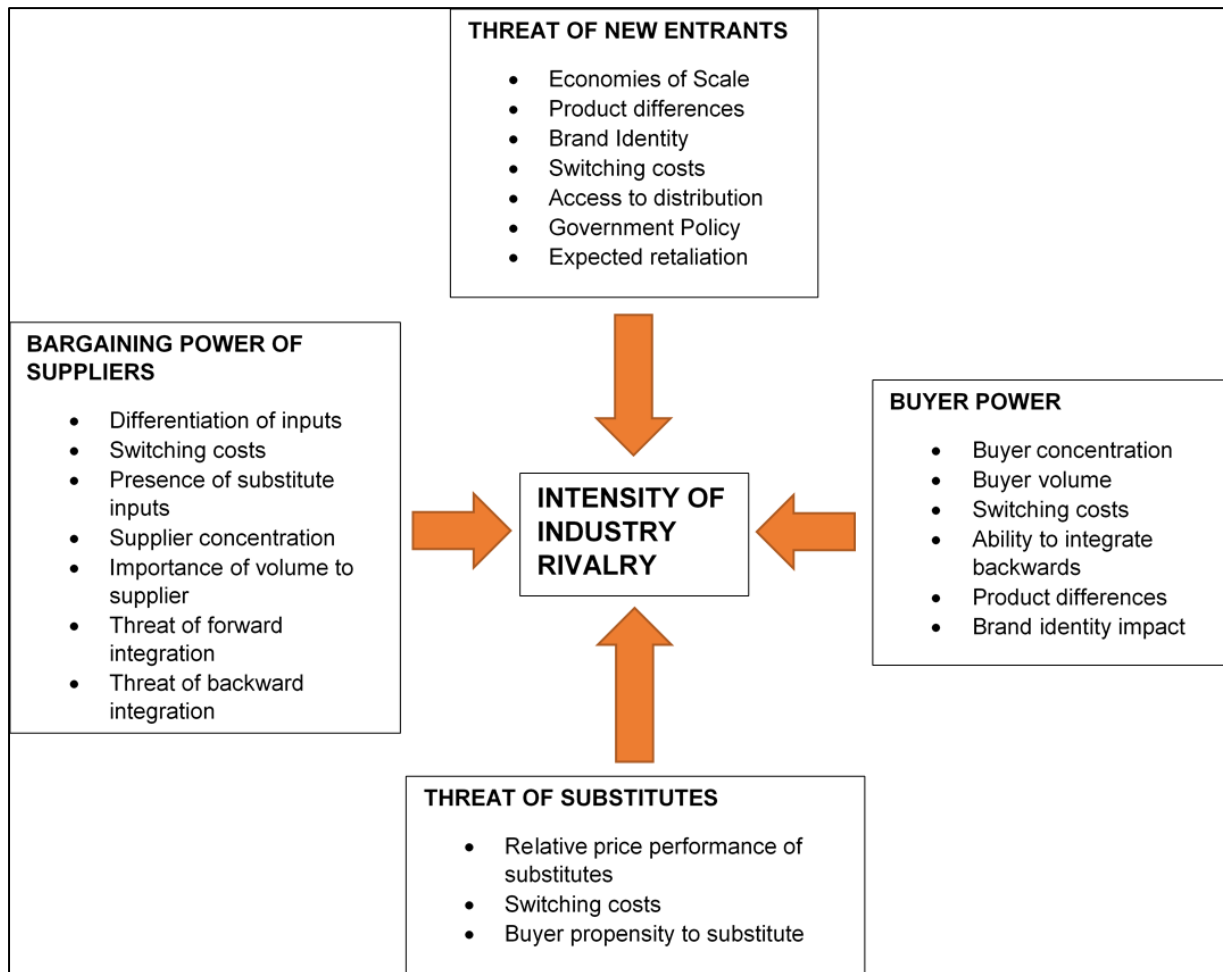 THREAT OF NEW ENTRANTS
• Economies of Scale
• Product differences
• Brand Identity
• Switching costs
• Access to distribution
• Government Policy
• Expected retaliation
BARGAINING POWER OF
SUPPLIERS
• Differentiation of inputs
• Switching costs
• Presence of substitute
inputs
• Supplier concentration
• Importance of volume to
supplier
• Threat of forward
integration
• Threat of backward
integration
INTENSITY OF
INDUSTRY
RIVALRY
BUYER POWER
• Buyer concentration
• Buyer volume
• Switching costs
• Ability to integrate
backwards
• Product differences
• Brand identity impact
THREAT OF SUBSTITUTES
• Relative price performance of
substitutes
• Switching costs
• Buyer propensity to substitute